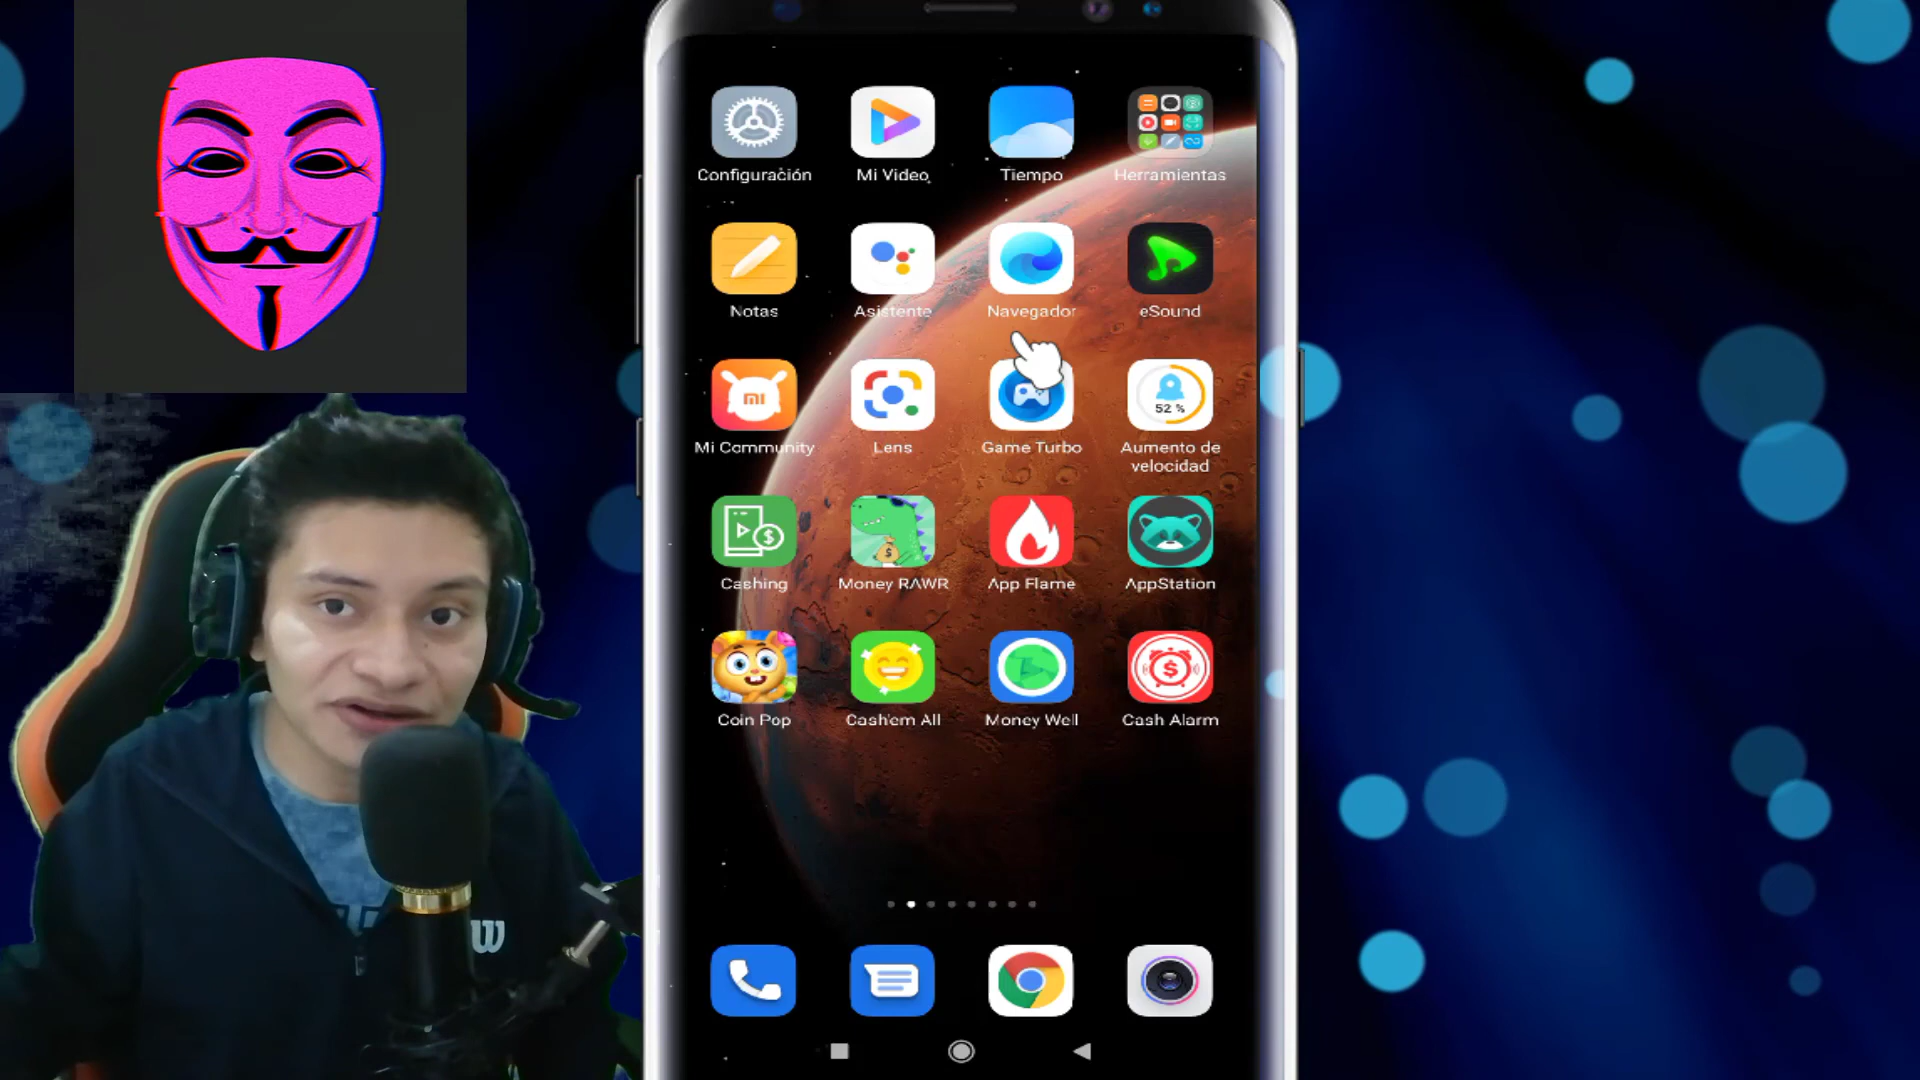 Configuración
Mi Video
Tiempo
Herramientas
Notas
Asistente
Navegador
eSound
mi
52 %
Mi Community
Lens
Game Turbo
Aumento de
velocidad
$
$
$
Cashing
Money RAWR
App Flame
AppStation
Coin Pop
Cash'em All
Money Well
Cash Alarm
W